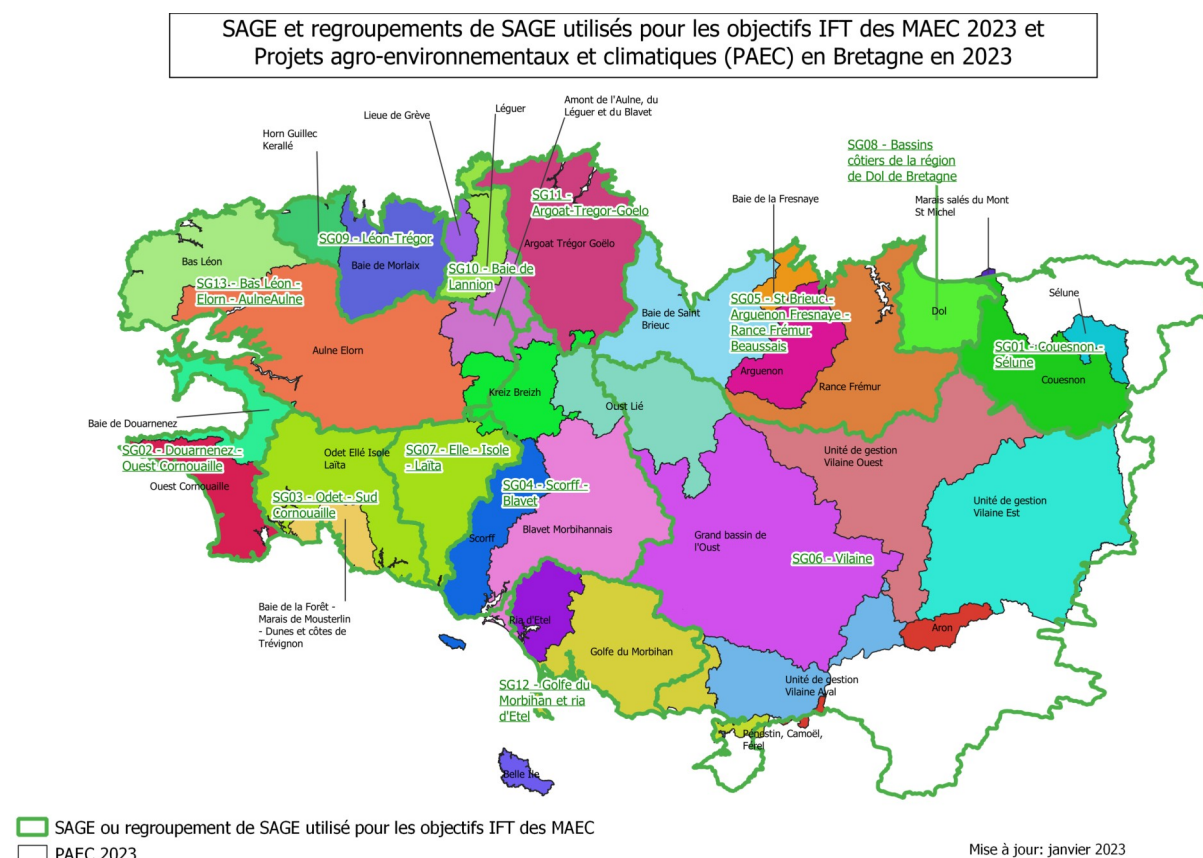 SAGE et regroupements de SAGE utilisés pour les objectifs IFT des MAEC 2023 et
Projets agro-environnementaux et climatiques (PAEC) en Bretagne en 2023
Amont de l'Aulne, du
Léguer et du Blavet
Léguer
Lieue de Grève
Horn Guillec
Kerallé
SG08 - Bassins
côtiers de la région
de Dol de Bretagne
Baie de la Fresnaye
Marais salés du Mont
St Michel
SG11 -
Argoat-Tregor-Goelo
Argoat Trégor Goëlo
SG09 - Léon-Trégor
Baie de Morlaix
Bas Léon
SG10 - Baie de
Lannion
SG13 - Bas Léon -
Elorn - AulneAulne
Sélune
SG05 - St Brieuc -
Arguenon Fresnaye -
Rance Frémur
Beaussais
Baie de Saint
Brieuc
Dol
SG01 - Couesnon -
Sélune
Couesnon
Aulne Elorn
Arguenon
Rance Frémur
Kreiz Breizh
Oust Lié
Baie de Douarnenez
SG02 - Douarnenez -
Ouest Cornouaille
Ouest Cornouaille
Odet Ellé Isole
Laïta
SG07 - Elle - Isole
- Laïta
Unité de gestion
Vilaine Ouest
SG03 - Odet - Sud
Cornouaille
SG04 - Scorff -
Blavet
Unité de gestion
Vilaine Est
Blavet Morbihannais
Scorff
Grand bassin de
l'Oust
SG06 - Vilaine
Baie de la Forêt -
Marais de Mousterlin
- Dunes et côtes de
Trévignon
Ria d'Etel
Aron
Golfe du Morbihan
SG12 - Golfe du
Morbihan et ria
d'Etel
Unité de gestion
Vilaine Aval
Pénestin, Camoël,
Férel
Belle Ile
SAGE ou regroupement de SAGE utilisé pour les objectifs IFT des MAEC
PAEC 2023
Mise à jour: janvier 2023